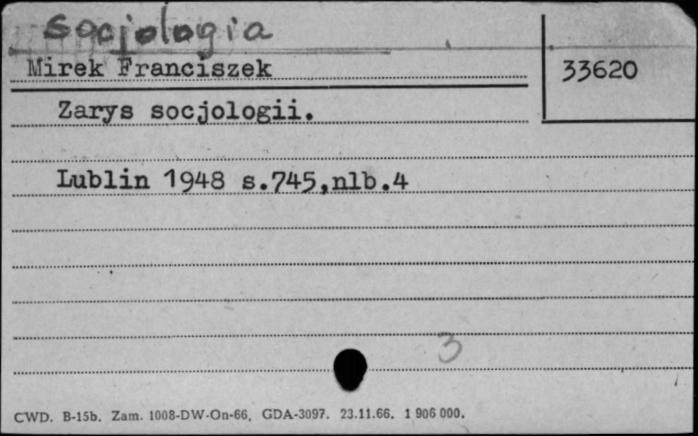 socjologia
Mirek Franciszek
33620
Zarys socjologii.
Lublin 1948 s.745,nlb.4
3
CWD. B-15b. Zam. 1008-DW-On-66, GDA-3097. 23.11.66. 1 906 000.